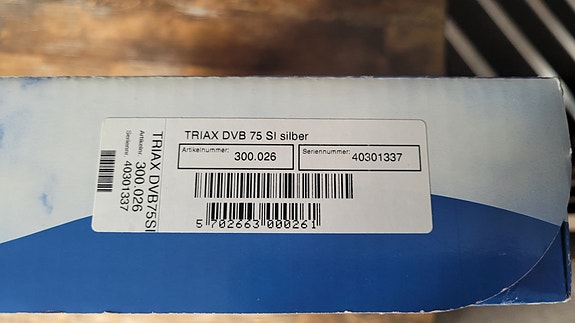 TRIAX DVB 75 SI silber
Artikelnummer: 300.026
Seriennummer: 40301337
5 702663 000261
TRIAX DVB75SI
Artikelnr. 300.026
Seriennr. 40301337